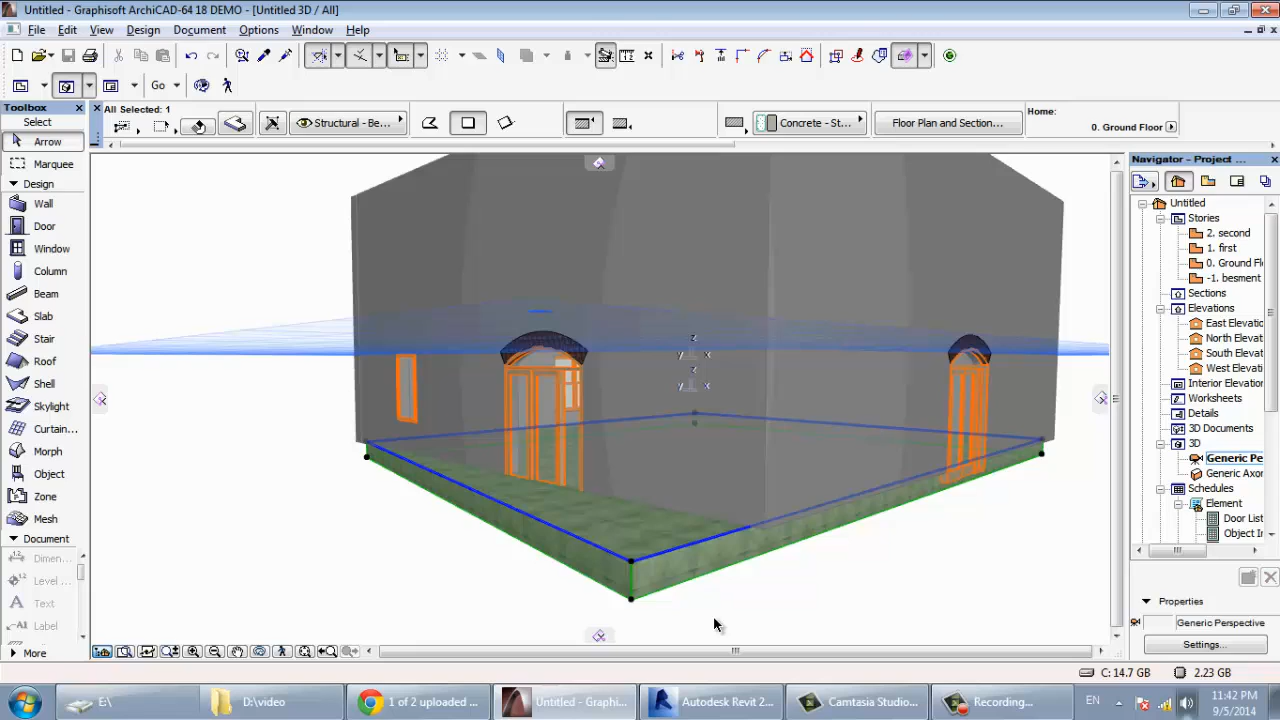 Untitled - Graphisoft ArchiCAD-64 18 DEMO - [Untitled 3D / All]
File Edit View Design Document Options Window Help
Go
Toolbox
Select
Arrow
Marquee
Design
Wall
Door
Window
Column
Beam
Slab
Stair
Roof
Shell
Skylight
Curtain...
Morph
Object
Zone
Mesh
Document
Dimen...
Level ...
Text
Label
More
All Selected: 1
Structural - Be...
Concrete - St...
Floor Plan and Section...
Home:
0. Ground Floor
z
y x
z
y x
Navigator - Project ...
Untitled
Stories
2. second
1. first
0. Ground Fl
-1. besment
Sections
Elevations
East Elevatio
North Elevati
South Elevati
West Elevati
Interior Elevation
Worksheets
Details
3D Documents
3D
Generic Pe
Generic Axor
Schedules
Element
Door List
Object In
Properties
Generic Perspective
Settings...
C: 14.7 GB 2.23 GB
E:\
D:\video
1 of 2 uploaded ...
Untitled - Graphi...
Autodesk Revit 2...
Camtasia Studio...
Recording...
EN
11:42 PM
9/5/2014